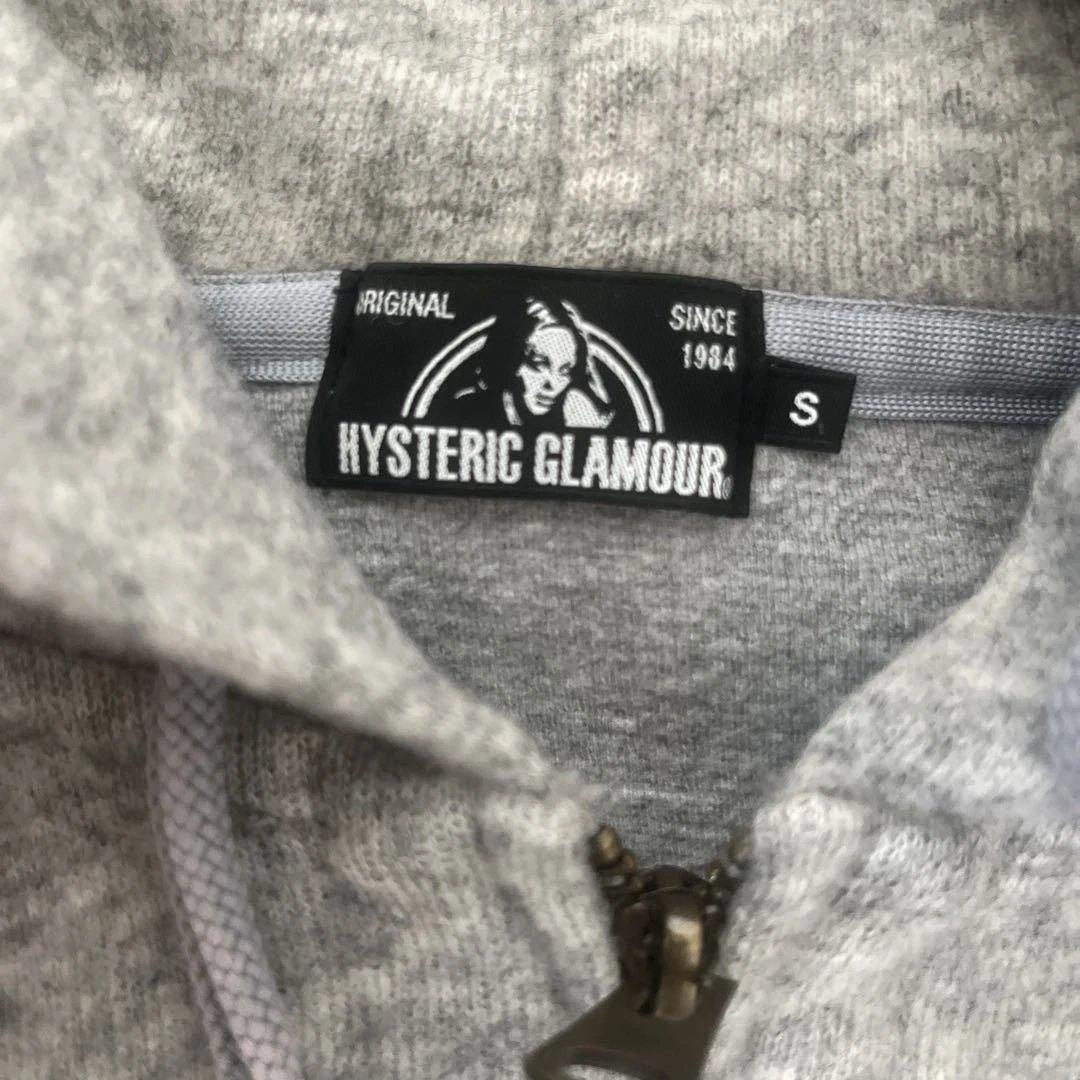 ORIGINAL
SINCE
1984
HYSTERIC GLAMOUR
S